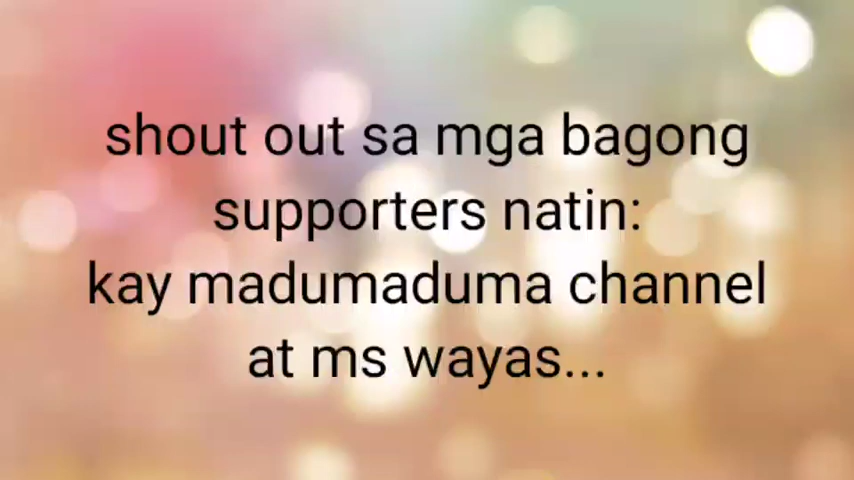 shout out sa mga bagong
supporters natin:
kay madumaduma channel
at ms wayas...